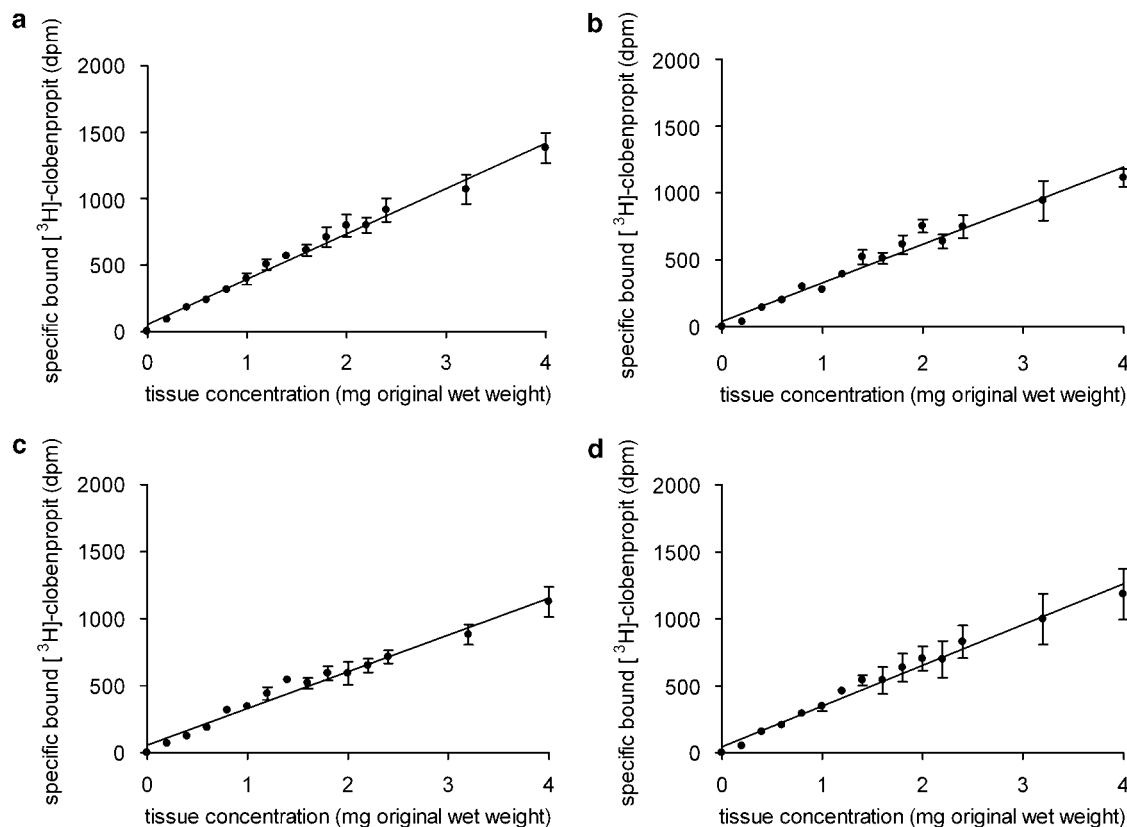 a
specific bound [ ³H]-clobenpropit (dpm)
2000
1500
1000
500
0
0 1 2 3 4
tissue concentration (mg original wet weight)
b
specific bound [ ³H]-clobenpropit (dpm)
2000
1500
1000
500
0
0 1 2 3 4
tissue concentration (mg original wet weight)
c
specific bound [ ³H]-clobenpropit (dpm)
2000
1500
1000
500
0
0 1 2 3 4
tissue concentration (mg original wet weight)
d
specific bound [ ³H]-clobenpropit (dpm)
2000
1500
1000
500
0
0 1 2 3 4
tissue concentration (mg original wet weight)